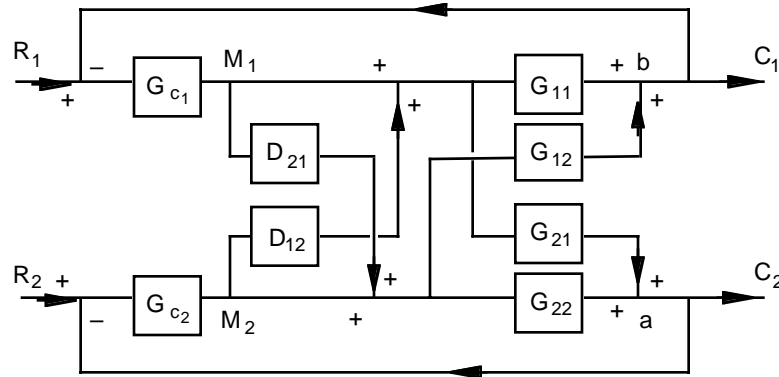 R1 + − Gc1 M1 + + G11 + b + C1
D21 G12
D12 G21
R2 + − Gc2 M2 + + G22 + a + C2